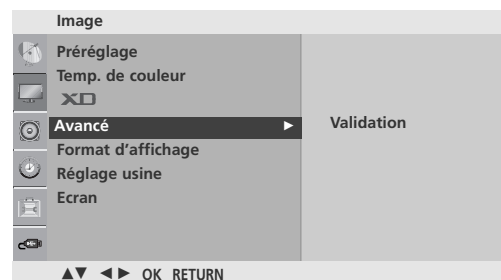 Image
Préréglage
Temp. de couleur
XD
Avancé ► Validation
Format d’affichage
Réglage usine
Ecran
▲▼ ◄► OK RETURN